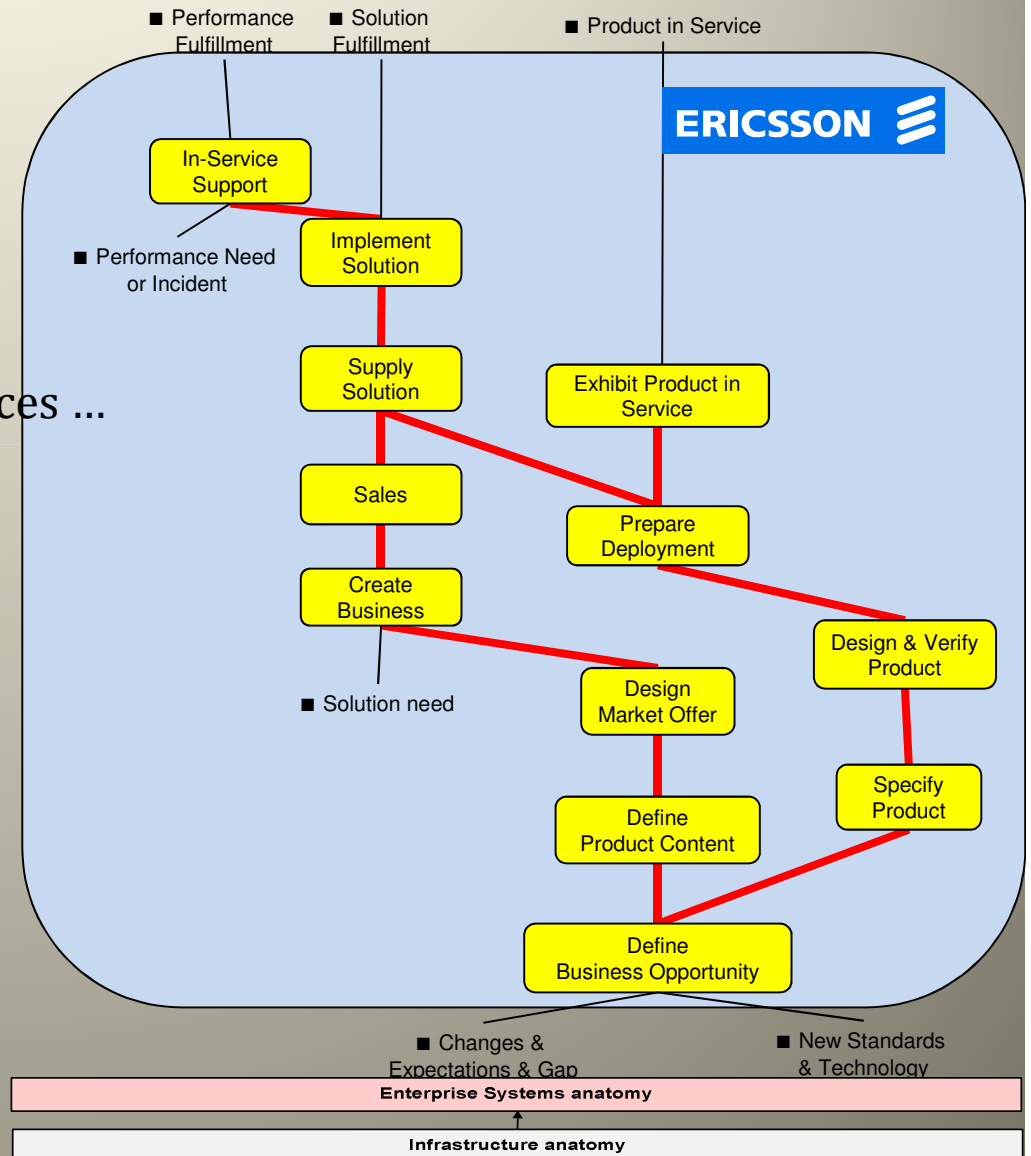 ■ Performance
Fulfillment
■ Solution
Fulfillment
■ Product in Service
ERICSSON
In-Service
Support
■ Performance Need
or Incident
Implement
Solution
Supply
Solution
Exhibit Product in
Service
...
Sales
Prepare
Deployment
Create
Business
Design & Verify
Product
■ Solution need
Design
Market Offer
Specify
Product
Define
Product Content
Define
Business Opportunity
■ Changes &
Expectations & Gap
■ New Standards
& Technology
Enterprise Systems anatomy
Infrastructure anatomy